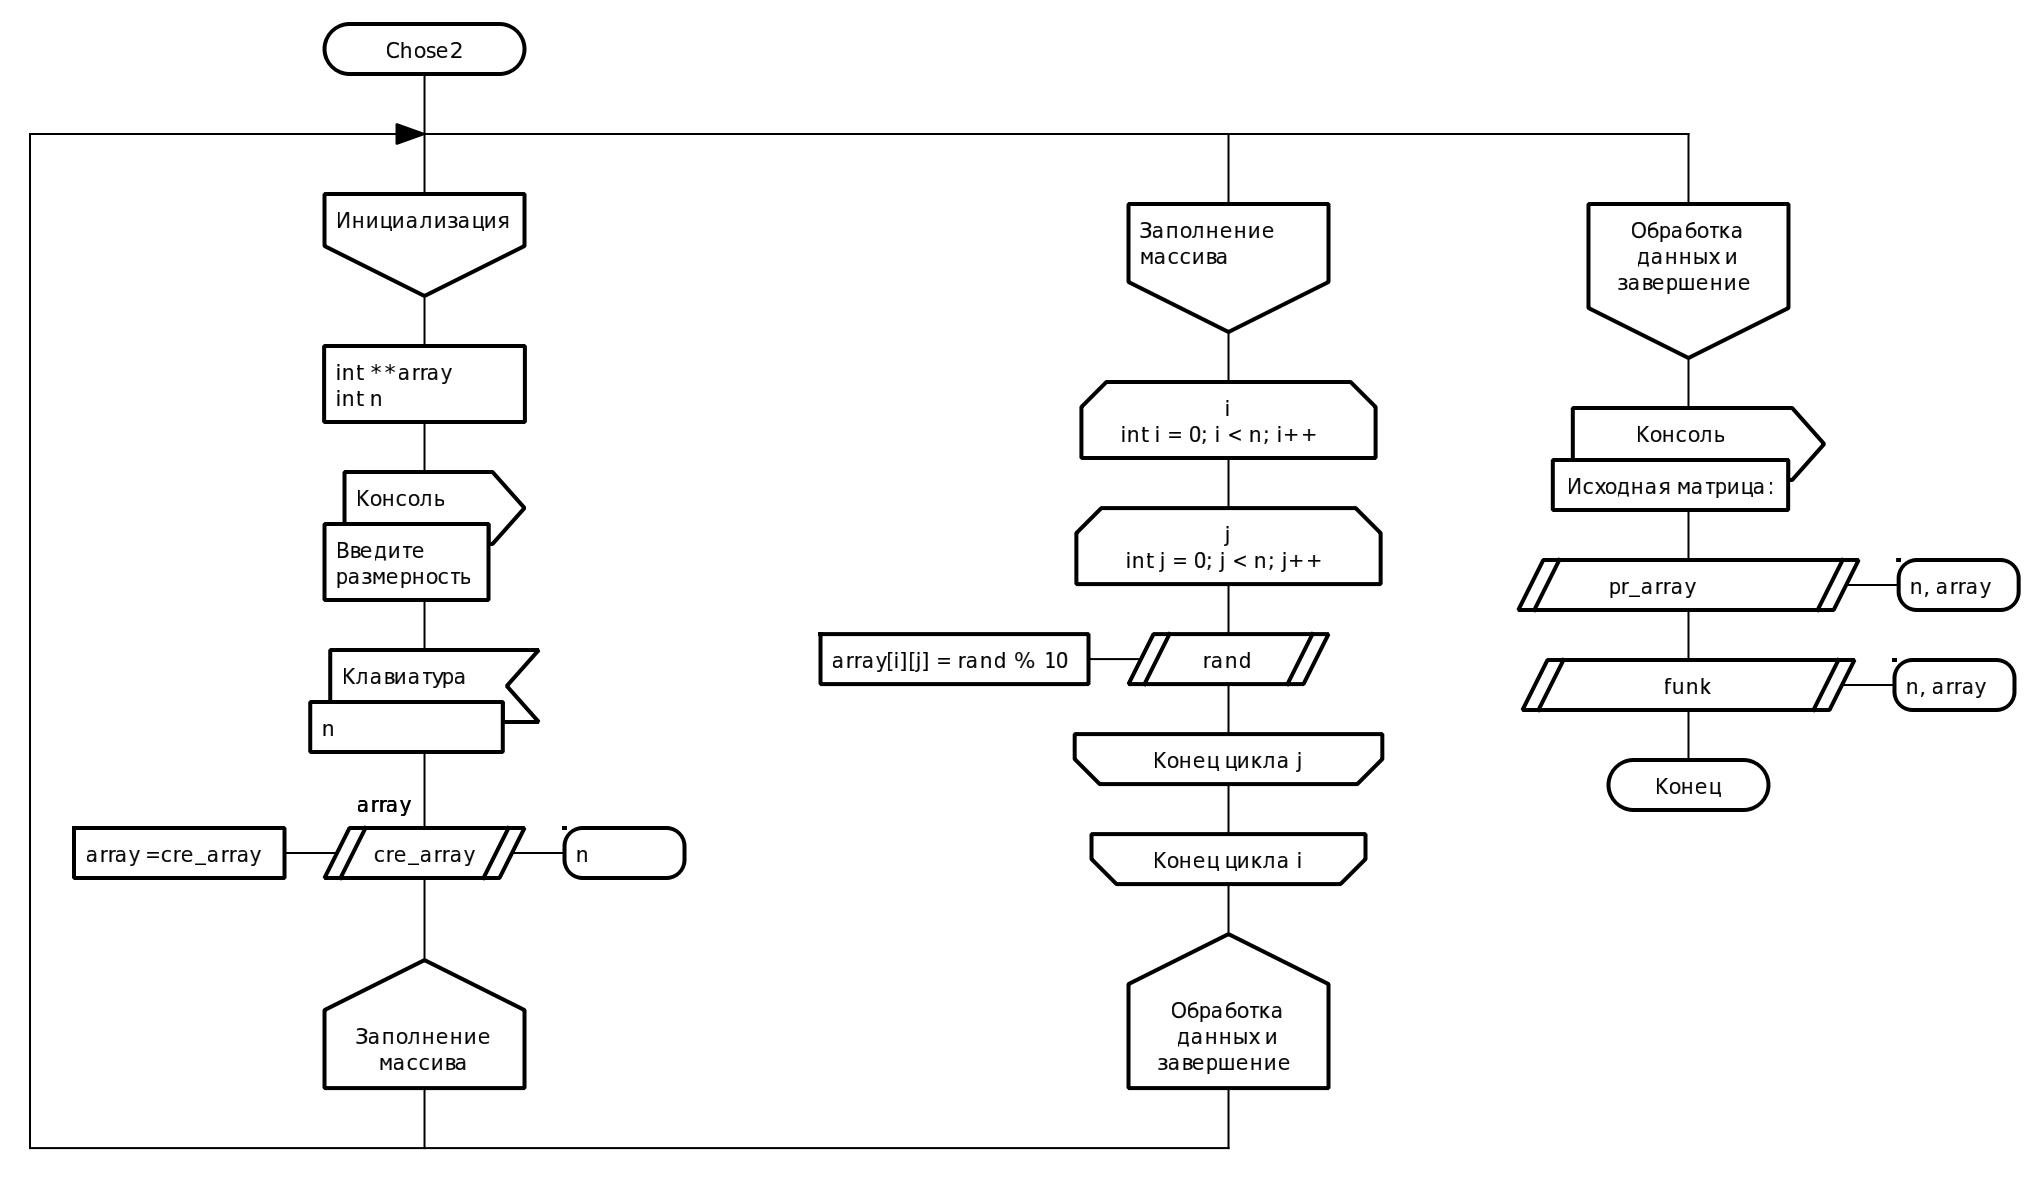 Chose2
Инициализация
int **array
int n
Консоль
Введите
размерность
Клавиатура
n
array
array =cre_array
cre_array
n
Заполнение
массива
Заполнение
массива
i
int i = 0; i < n; i++
j
int j = 0; j < n; j++
array[i][j] = rand % 10
rand
Конец цикла j
Конец цикла i
Обработка
данных и
завершение
Обработка
данных и
завершение
Консоль
Исходная матрица:
pr_array
n, array
funk
n, array
Конец